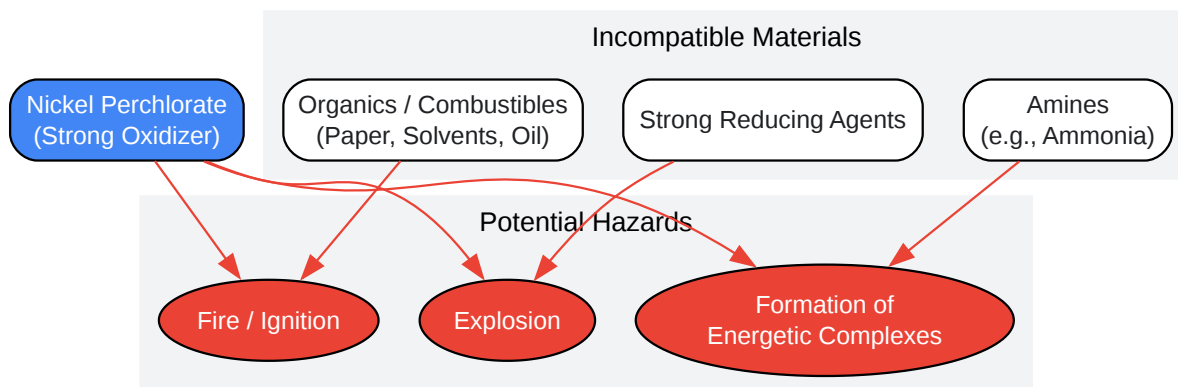 Incompatible Materials
Nickel Perchlorate
(Strong Oxidizer)
Organics / Combustibles
(Paper, Solvents, Oil)
Strong Reducing Agents
Amines
(e.g., Ammonia)
Potential Hazards
Fire / Ignition
Explosion
Formation of
Energetic Complexes